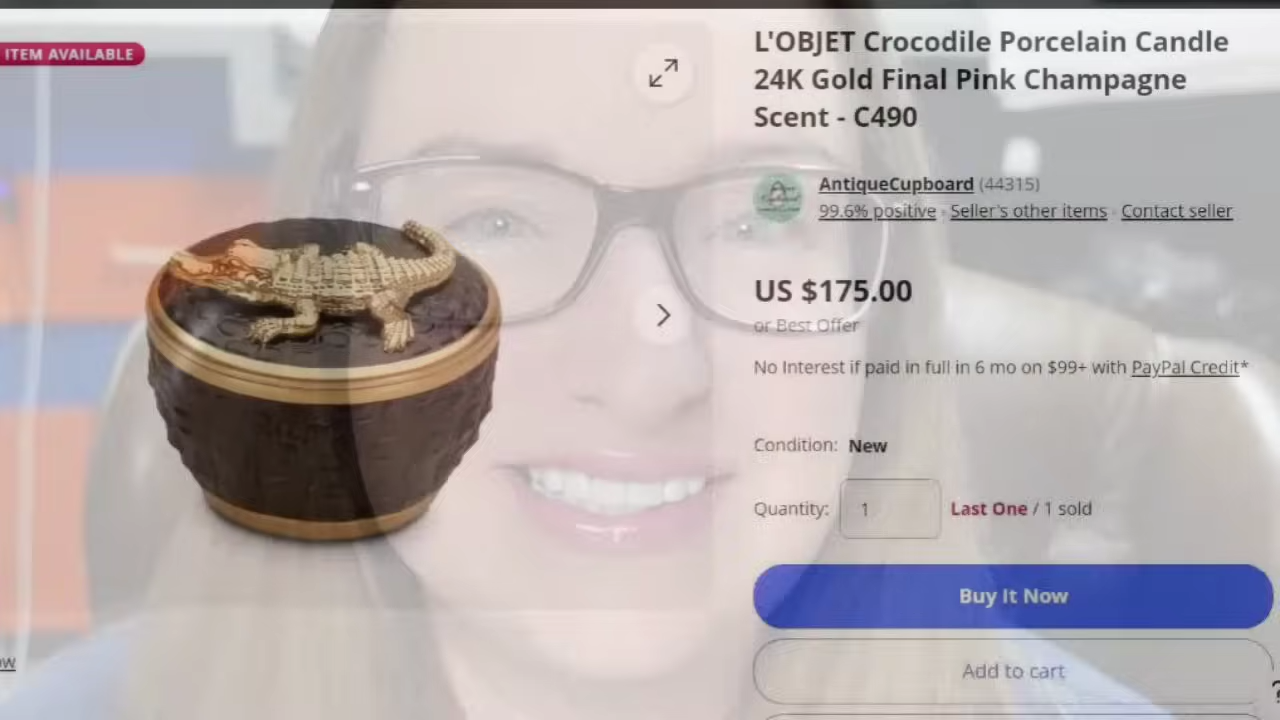 ITEM AVAILABLE
L'OBJET Crocodile Porcelain Candle
24K Gold Final Pink Champagne
Scent - C490
AntiqueCupboard (44315)
99.6% positive · Seller's other items · Contact seller
US $175.00
or Best Offer
No Interest if paid in full in 6 mo on $99+ with PayPal Credit*
Condition: New
Quantity: 1 Last One / 1 sold
Buy It Now
Add to cart